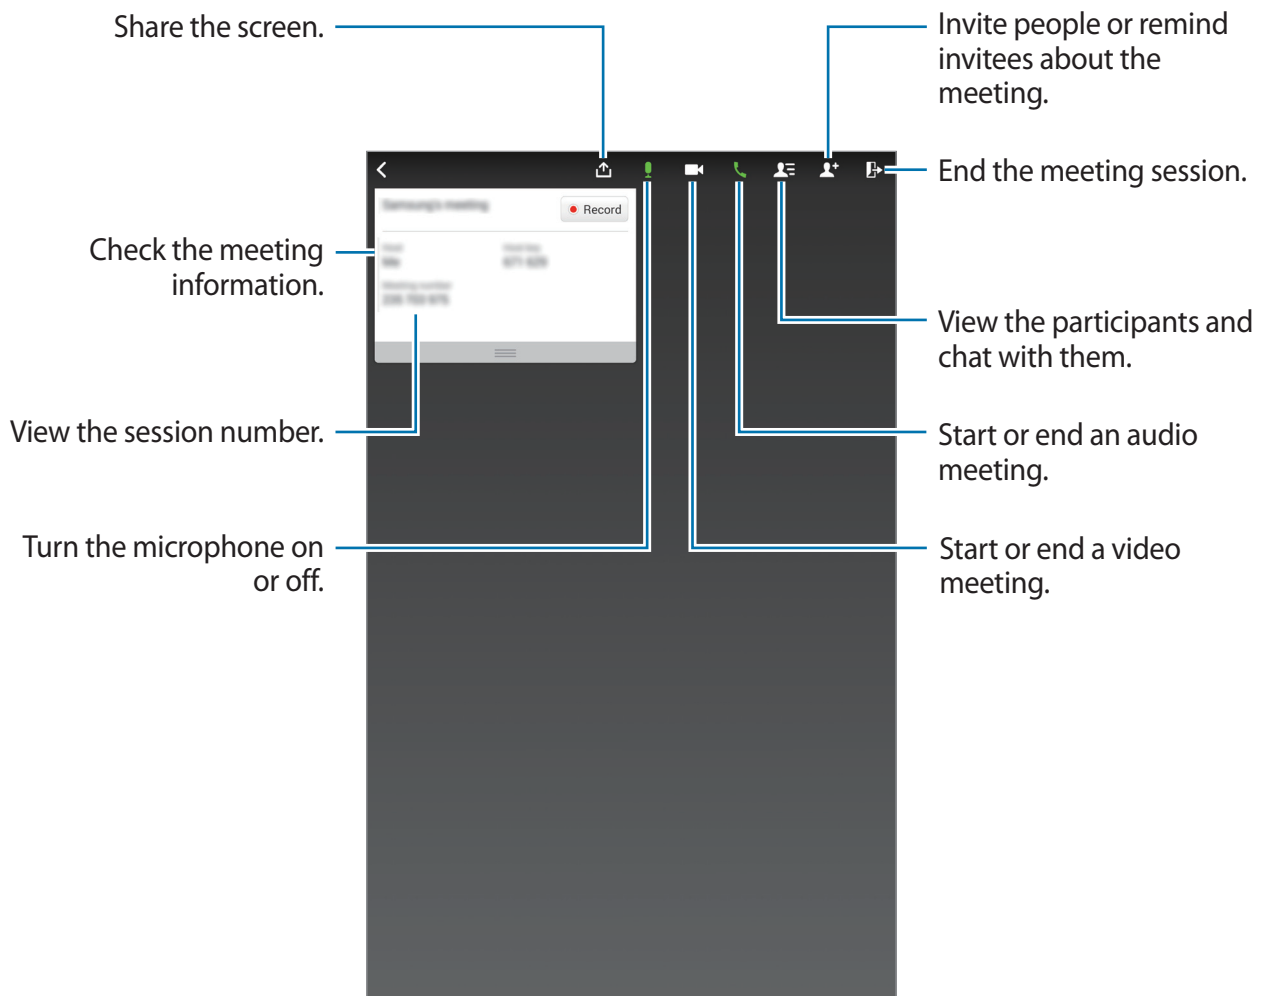 Share the screen.
Invite people or remind
invitees about the
meeting.
End the meeting session.
Record
Check the meeting
information.
View the participants and
chat with them.
View the session number.
Start or end an audio
meeting.
Turn the microphone on
or off.
Start or end a video
meeting.